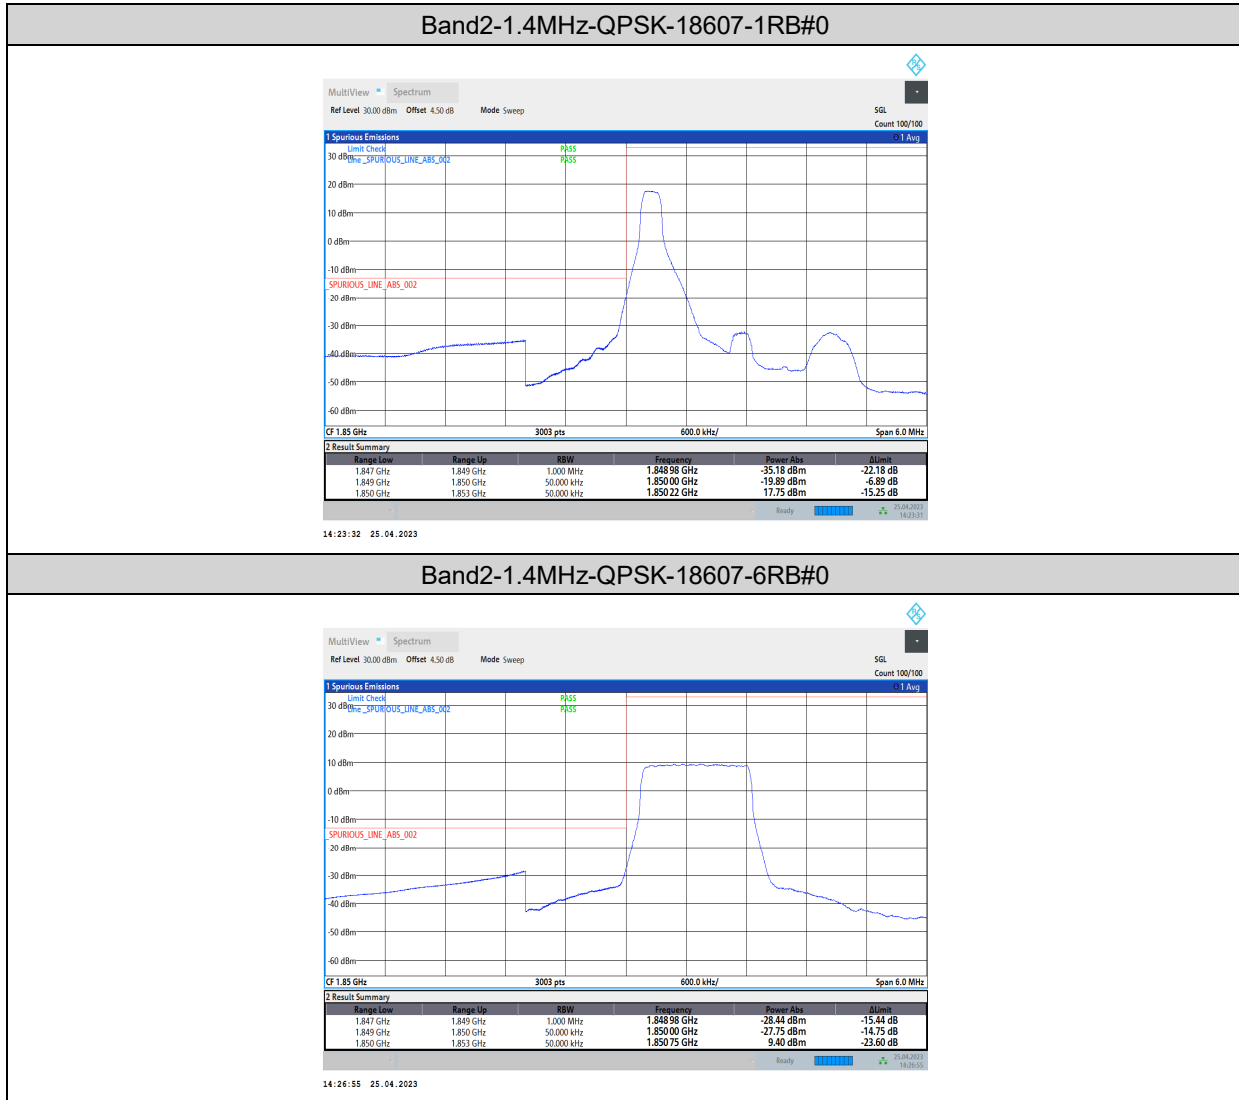 Band2-1.4MHz-QPSK-18607-1RB#0
MultiView Spectrum
Ref Level 30.00 dBm Offset 4.50 dB Mode Sweep SGL
Count 100/100
1 Spurious Emissions 1 Avg
Limit Check PASS
30 dBm Line _SPURIOUS_LINE_ABS_002 PASS
20 dBm
10 dBm
0 dBm
-10 dBm
_SPURIOUS_LINE_ABS_002
-20 dBm
-30 dBm
-40 dBm
-50 dBm
-60 dBm
CF 1.85 GHz 3003 pts 600.0 kHz/ Span 6.0 MHz
2 Result Summary
Range Low Range Up RBW Frequency Power Abs ΔLimit
1.847 GHz 1.849 GHz 1.000 MHz 1.84898 GHz -35.18 dBm -22.18 dB
1.849 GHz 1.850 GHz 50.000 kHz 1.85000 GHz -19.89 dBm -6.89 dB
1.850 GHz 1.853 GHz 50.000 kHz 1.85022 GHz 17.75 dBm -15.25 dB
Ready 25.04.2023
14:23:31
14:23:32 25.04.2023
Band2-1.4MHz-QPSK-18607-6RB#0
MultiView Spectrum
Ref Level 30.00 dBm Offset 4.50 dB Mode Sweep SGL
Count 100/100
1 Spurious Emissions 1 Avg
Limit Check PASS
30 dBm Line _SPURIOUS_LINE_ABS_002 PASS
20 dBm
10 dBm
0 dBm
-10 dBm
_SPURIOUS_LINE_ABS_002
-20 dBm
-30 dBm
-40 dBm
-50 dBm
-60 dBm
CF 1.85 GHz 3003 pts 600.0 kHz/ Span 6.0 MHz
2 Result Summary
Range Low Range Up RBW Frequency Power Abs ΔLimit
1.847 GHz 1.849 GHz 1.000 MHz 1.84898 GHz -28.44 dBm -15.44 dB
1.849 GHz 1.850 GHz 50.000 kHz 1.85000 GHz -27.75 dBm -14.75 dB
1.850 GHz 1.853 GHz 50.000 kHz 1.85075 GHz 9.40 dBm -23.60 dB
Ready 25.04.2023
14:26:55
14:26:55 25.04.2023